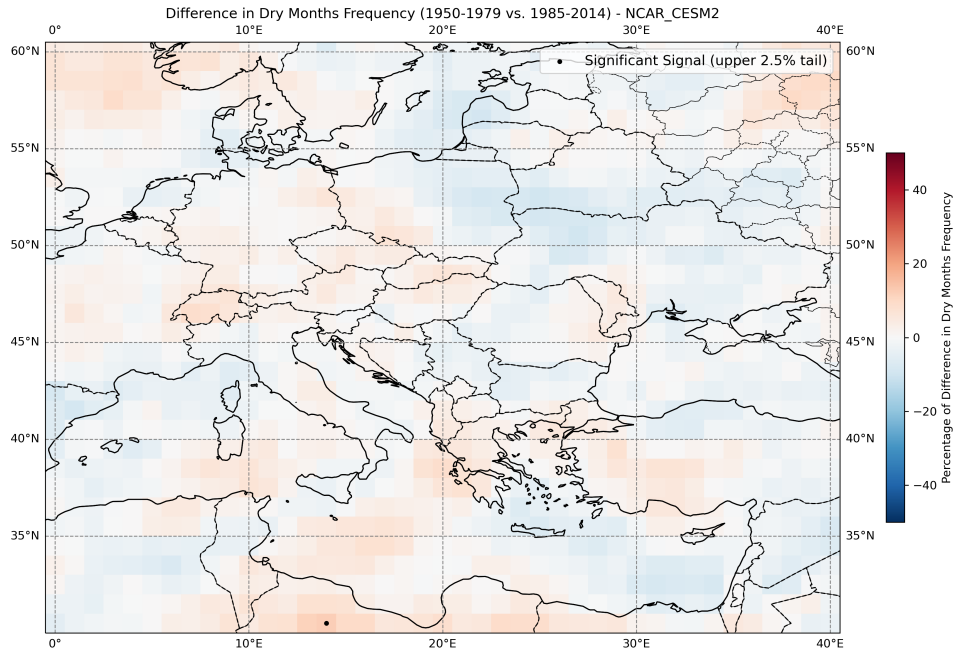 Difference in Dry Months Frequency (1950-1979 vs. 1985-2014) - NCAR_CESM2
0° 10°E 20°E 30°E 40°E
60°N 60°N
Significant Signal (upper 2.5% tail)
55°N 55°N
50°N 50°N
45°N 45°N
40°N 40°N
35°N 35°N
0° 10°E 20°E 30°E 40°E
40
20
0
−20
−40
Percentage of Difference in Dry Months Frequency